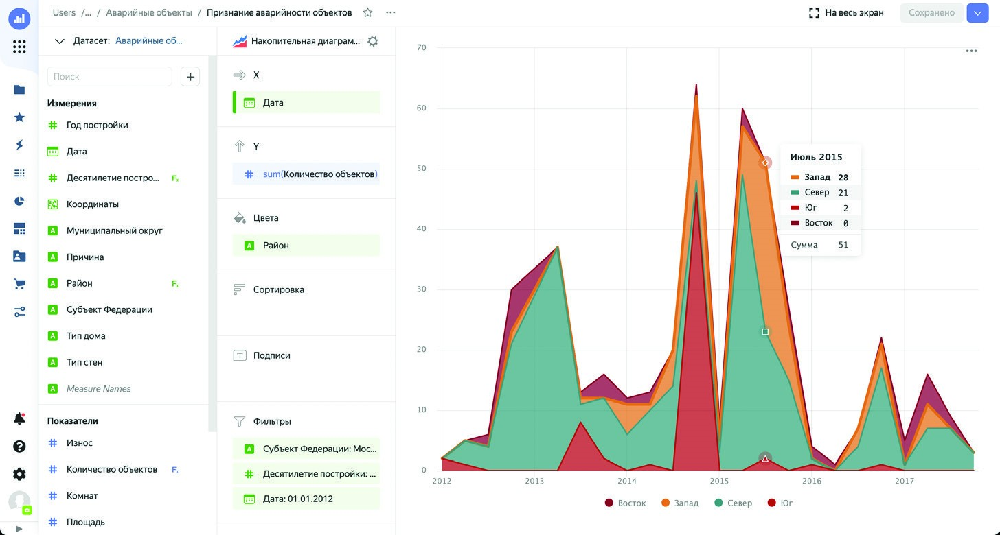 Users / ... / Аварийные объекты / Признание аварийности объектов
На весь экран
Сохранено
Датасет: Аварийные об...
Поиск
Измерения
Год постройки
Дата
Десятилетие постро... Fx
Координаты
Муниципальный округ
Причина
Район Fx
Субъект Федерации
Тип дома
Тип стен
Measure Names
Показатели
Износ
Количество объектов Fx
Комнат
Площадь
Накопительная диаграм...
X
Дата
Y
sum(Количество объектов)
Цвета
Район
Сортировка
Подписи
Фильтры
Субъект Федерации: Мос...
Десятилетие постройки: ...
Дата: 01.01.2012
70
60
50
40
30
20
10
0
2012 2013 2014 2015 2016 2017
Июль 2015
Запад 28
Север 21
Юг 2
Восток 0
Сумма 51
Восток Запад Север Юг